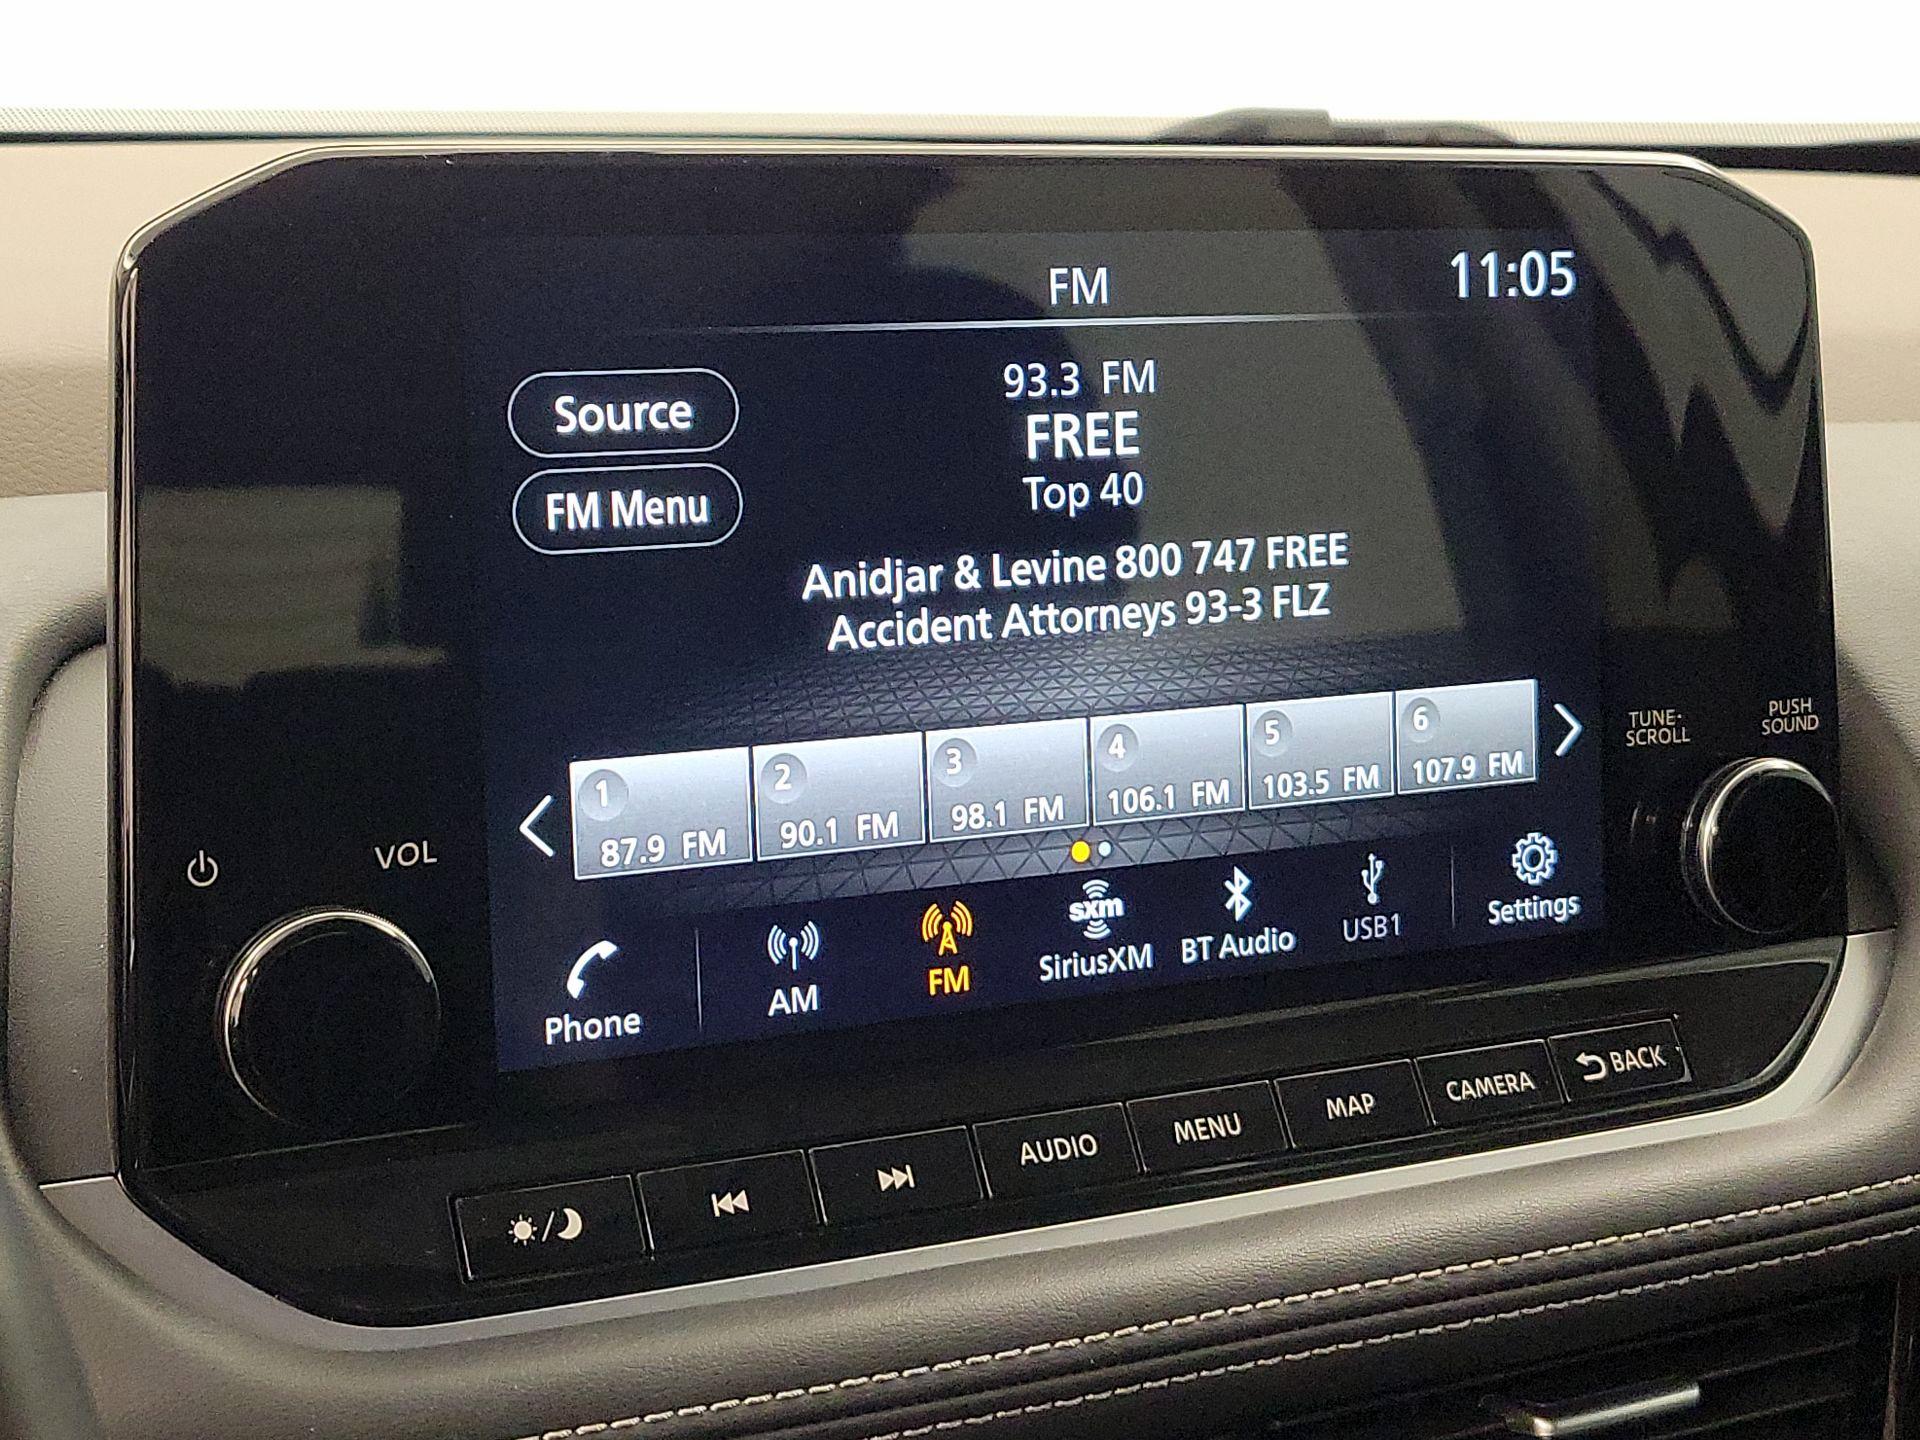 FM
11:05
Source
FM Menu
93.3 FM
FREE
Top 40
Anidjar & Levine 800 747 FREE
Accident Attorneys 93-3 FLZ
1
87.9 FM
2
90.1 FM
3
98.1 FM
4
106.1 FM
5
103.5 FM
6
107.9 FM
VOL
TUNE·
SCROLL
PUSH
SOUND
Phone
AM
FM
sxm
SiriusXM
BT Audio
USB1
Settings
AUDIO
MENU
MAP
CAMERA
BACK